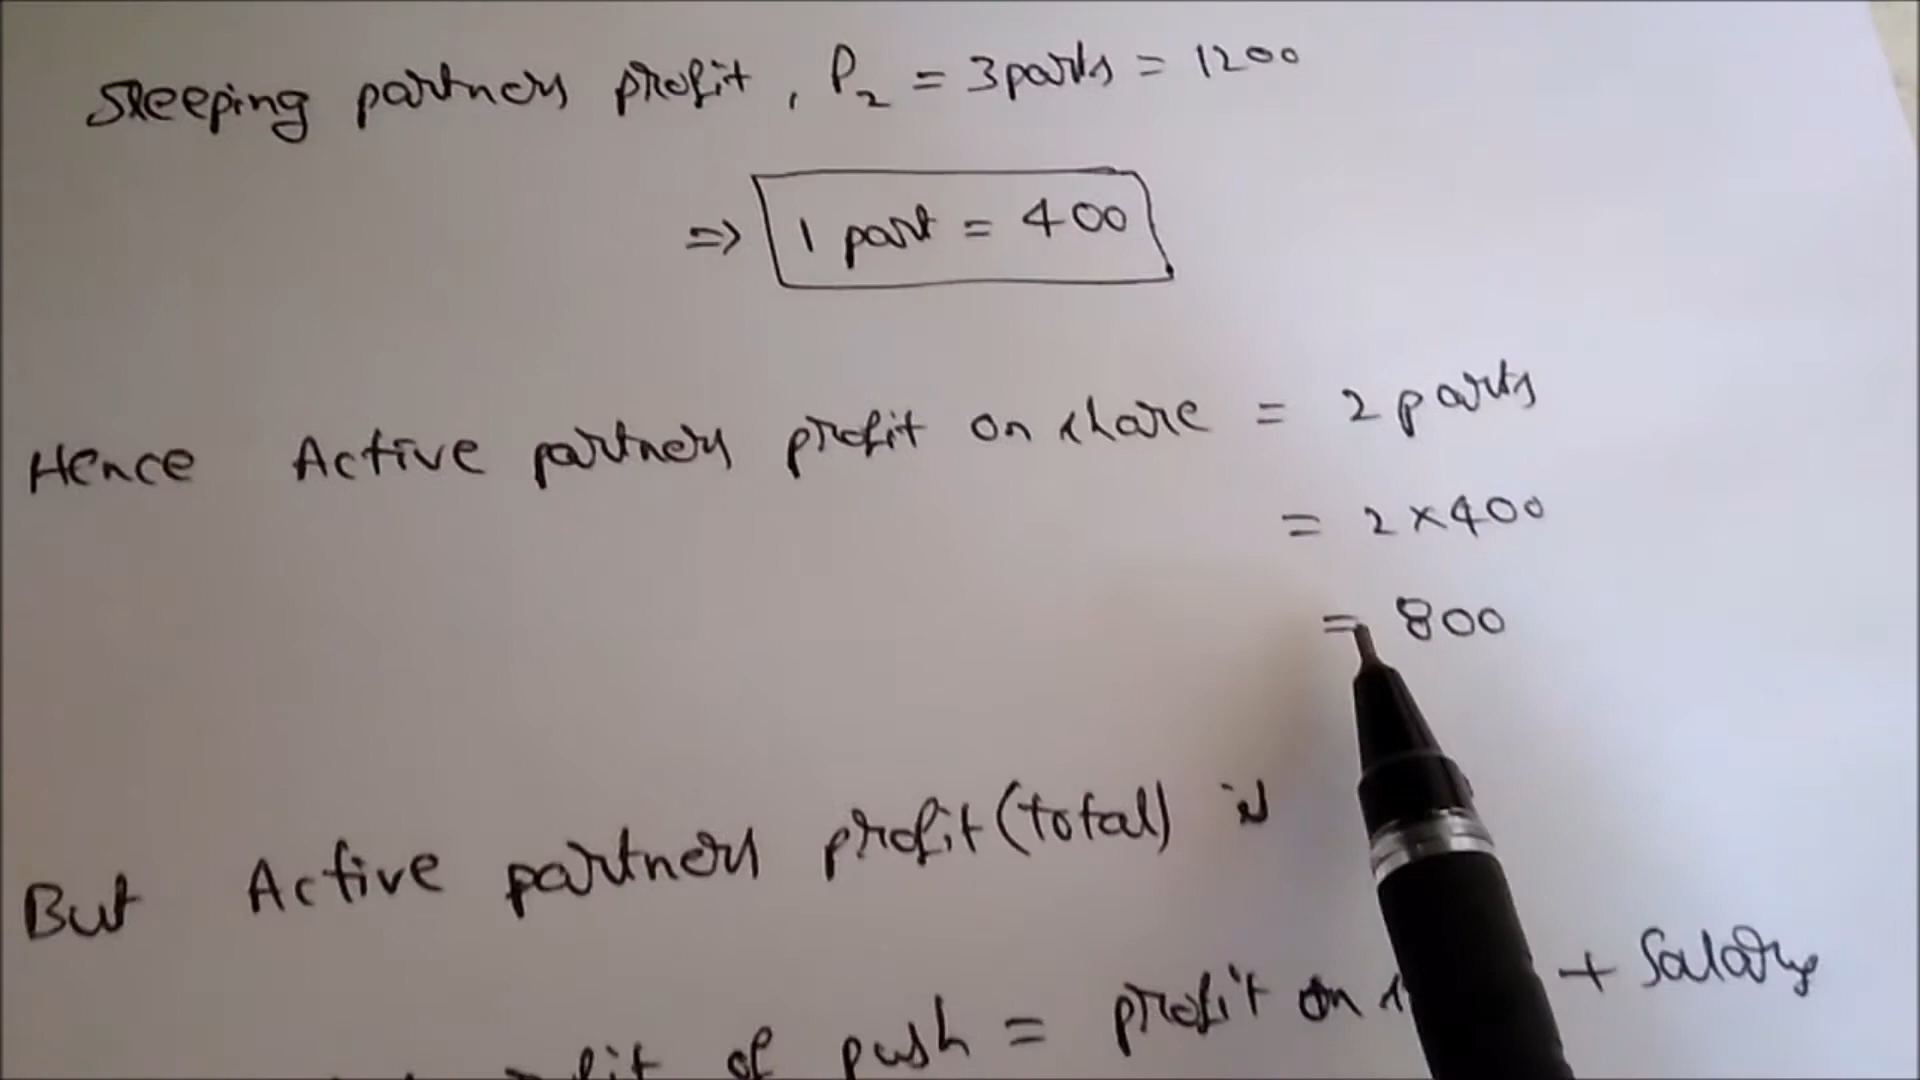 Sleeping partners profit, P2 = 3 parts = 1200
=> 1 part = 400
Hence Active partners profit on share = 2 parts
= 2 × 400
= 800
But Active partners profit (total) is
of push = profit on + Salary